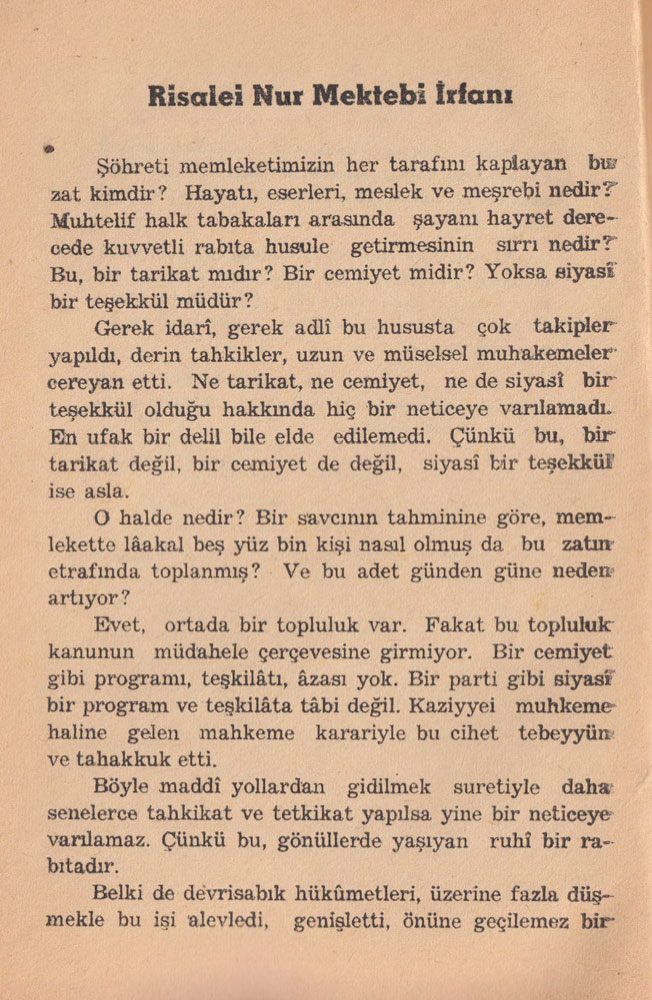 Risalei Nur Mektebi İrfanı
Şöhreti memleketimizin her tarafını kaplayan bu
zat kimdir? Hayatı, eserleri, meslek ve meşrebi nedir?
Muhtelif halk tabakaları arasında şayanı hayret dere-
cede kuvvetli rabıta husule getirmesinin sırrı nedir?
Bu, bir tarikat mıdır? Bir cemiyet midir? Yoksa siyasî
bir teşekkül müdür?
Gerek idarî, gerek adlî bu hususta çok takipler
yapıldı, derin tahkikler, uzun ve müselsel muhakemeler
cereyan etti. Ne tarikat, ne cemiyet, ne de siyasî bir
teşekkül olduğu hakkında hiç bir neticeye varılamadı.
En ufak bir delil bile elde edilemedi. Çünkü bu, bir
tarikat değil, bir cemiyet de değil, siyasî bir teşekkül
ise asla.
O halde nedir? Bir savcının tahminine göre, mem-
lekette lâakal beş yüz bin kişi nasıl olmuş da bu zatın
etrafında toplanmış? Ve bu adet günden güne neden
artıyor?
Evet, ortada bir topluluk var. Fakat bu topluluk
kanunun müdahele çerçevesine girmiyor. Bir cemiyet
gibi programı, teşkilâtı, âzası yok. Bir parti gibi siyasî
bir program ve teşkilâta tâbi değil. Kaziyyei muhkeme
haline gelen mahkeme karariyle bu cihet tebeyyün
ve tahakkuk etti.
Böyle maddî yollardan gidilmek suretiyle daha
senelerce tahkikat ve tetkikat yapılsa yine bir neticeye
varılamaz. Çünkü bu, gönüllerde yaşıyan ruhî bir ra-
bıtadır.
Belki de devrisabık hükûmetleri, üzerine fazla düş-
mekle bu işi alevledi, genişletti, önüne geçilemez bir